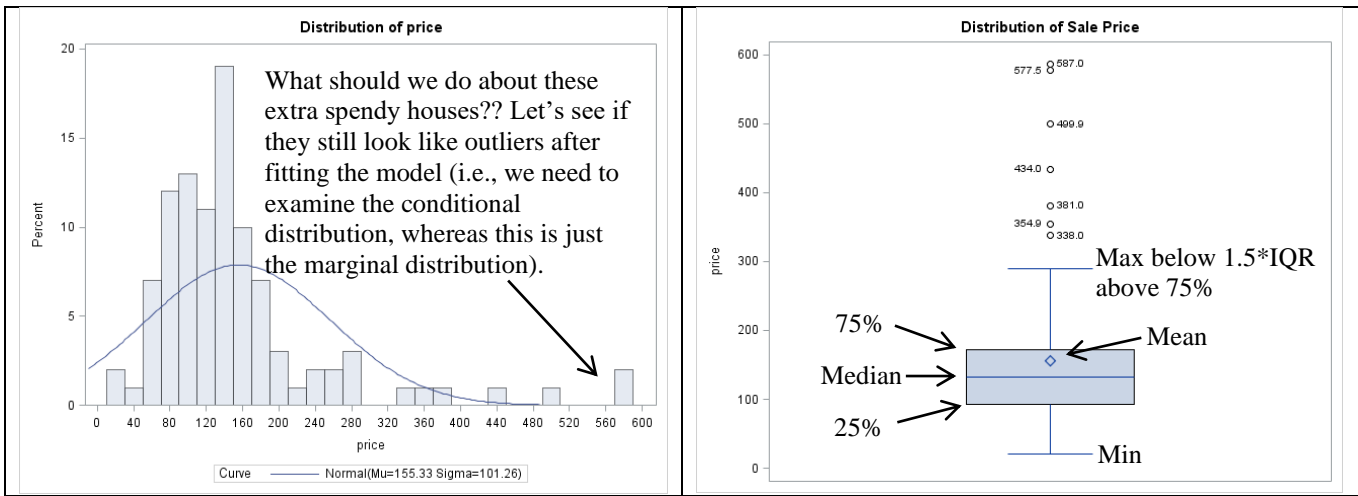 Distribution of price
20
15
10
5
0
Percent
What should we do about these
extra spendy houses?? Let’s see if
they still look like outliers after
fitting the model (i.e., we need to
examine the conditional
distribution, whereas this is just
the marginal distribution).
0 40 80 120 160 200 240 280 320 360 400 440 480 520 560 600
price
Curve Normal(Mu=155.33 Sigma=101.26)
Distribution of Sale Price
600
500
400
300
200
100
0
price
587.0
577.5
499.9
434.0
381.0
354.9
338.0
Max below 1.5*IQR
above 75%
75%
Mean
Median
25%
Min